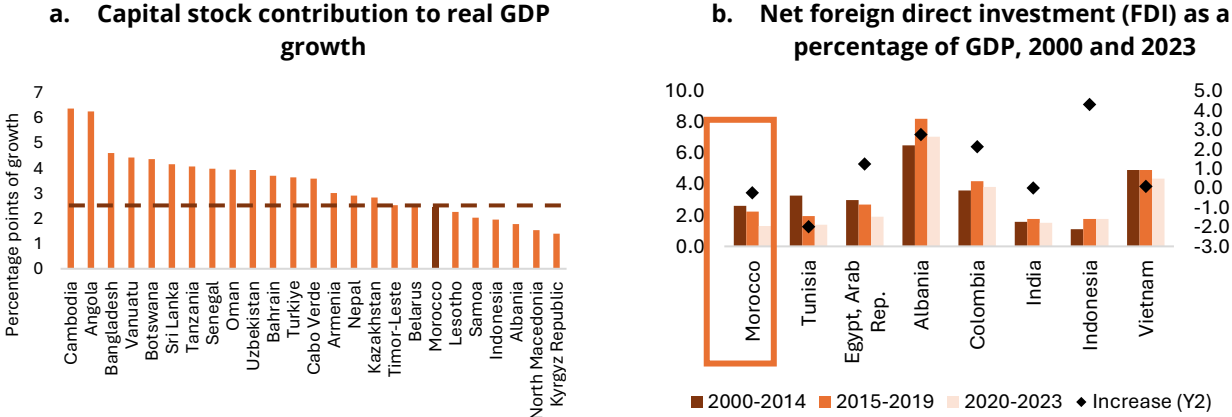 a. Capital stock contribution to real GDP
growth
Percentage points of growth
7
6
5
4
3
2
1
0
Cambodia
Angola
Bangladesh
Vanuatu
Botswana
Sri Lanka
Tanzania
Senegal
Oman
Uzbekistan
Bahrain
Turkiye
Cabo Verde
Armenia
Nepal
Kazakhstan
Timor-Leste
Belarus
Morocco
Lesotho
Samoa
Indonesia
Albania
North Macedonia
Kyrgyz Republic
b. Net foreign direct investment (FDI) as a
percentage of GDP, 2000 and 2023
10.0
8.0
6.0
4.0
2.0
0.0
5.0
4.0
3.0
2.0
1.0
0.0
-1.0
-2.0
-3.0
Morocco
Tunisia
Egypt, Arab
Rep.
Albania
Colombia
India
Indonesia
Vietnam
2000-2014 2015-2019 2020-2023 Increase (Y2)